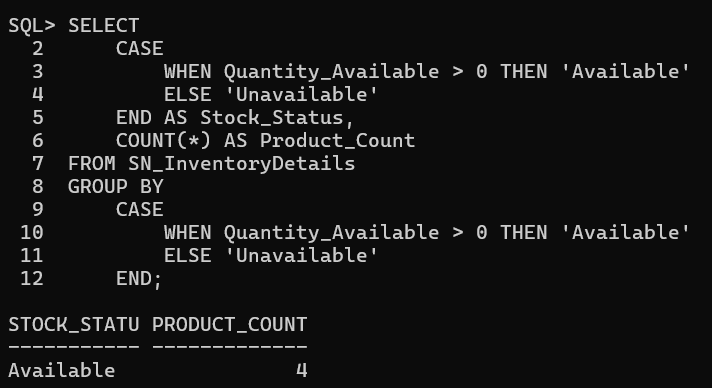 SQL> SELECT
  2      CASE
  3          WHEN Quantity_Available > 0 THEN 'Available'
  4          ELSE 'Unavailable'
  5      END AS Stock_Status,
  6      COUNT(*) AS Product_Count
  7  FROM SN_InventoryDetails
  8  GROUP BY
  9      CASE
 10          WHEN Quantity_Available > 0 THEN 'Available'
 11          ELSE 'Unavailable'
 12      END;

STOCK_STATU PRODUCT_COUNT
----------- -------------
Available               4